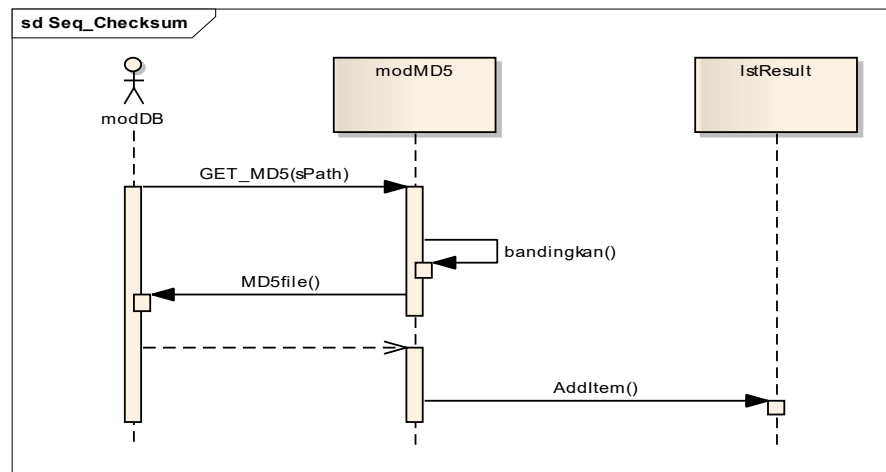 sd Seq_Checksum
modDB
modMD5
lstResult
GET_MD5(sPath)
bandingkan()
MD5file()
AddItem()